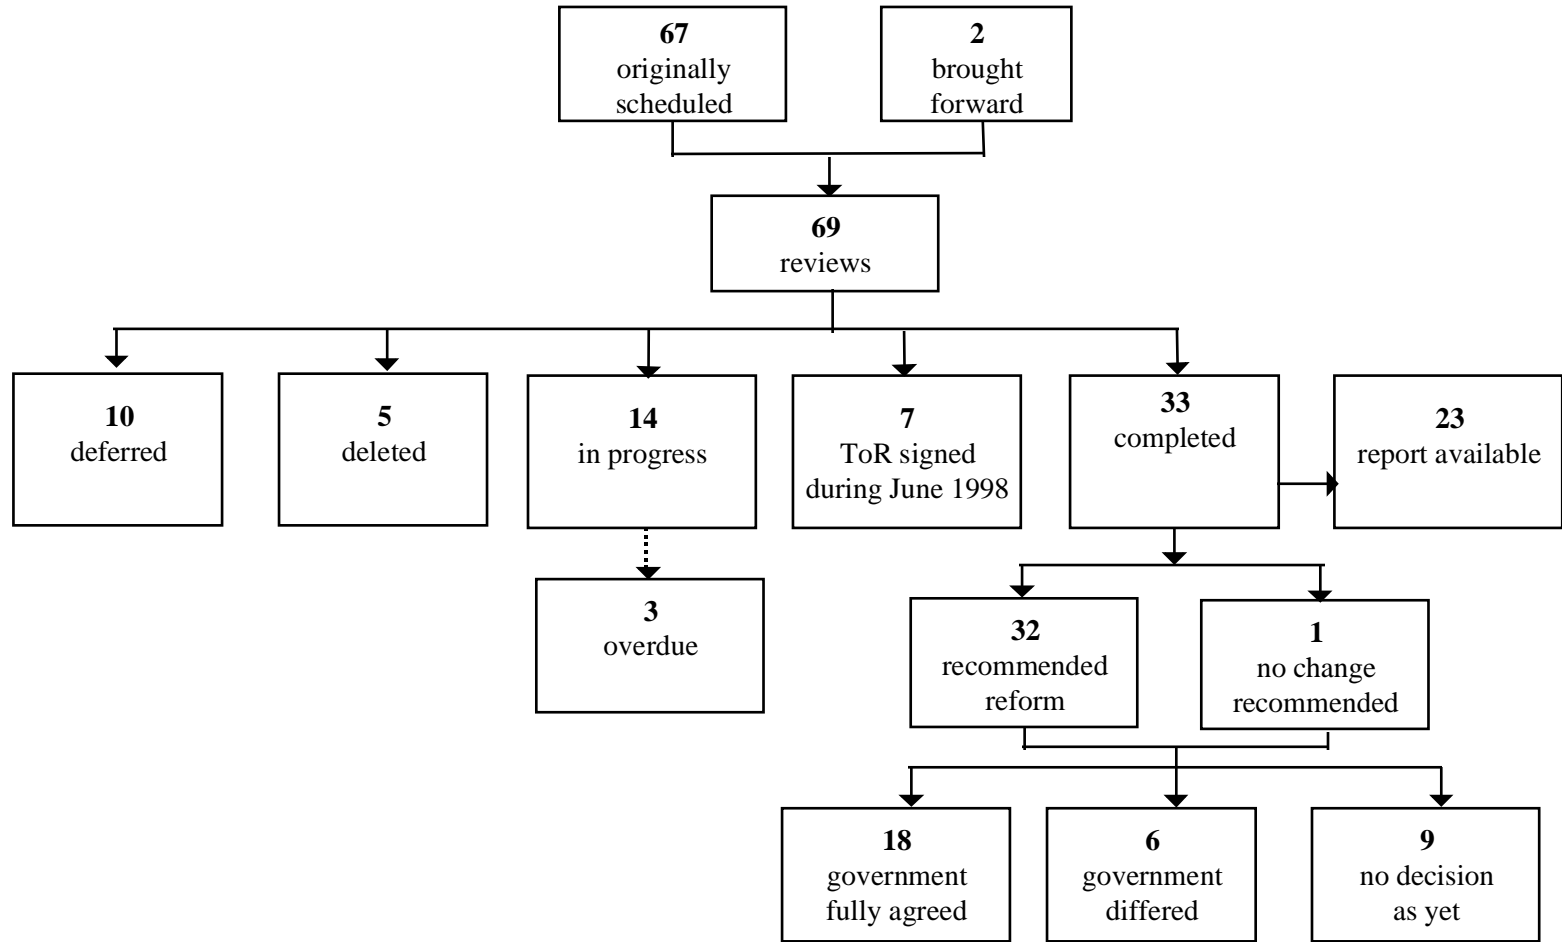 67
originally
scheduled
2
brought
forward
69
reviews
10
deferred
5
deleted
14
in progress
7
ToR signed
during June 1998
33
completed
23
report available
3
overdue
32
recommended
reform
1
no change
recommended
18
government
fully agreed
6
government
differed
9
no decision
as yet